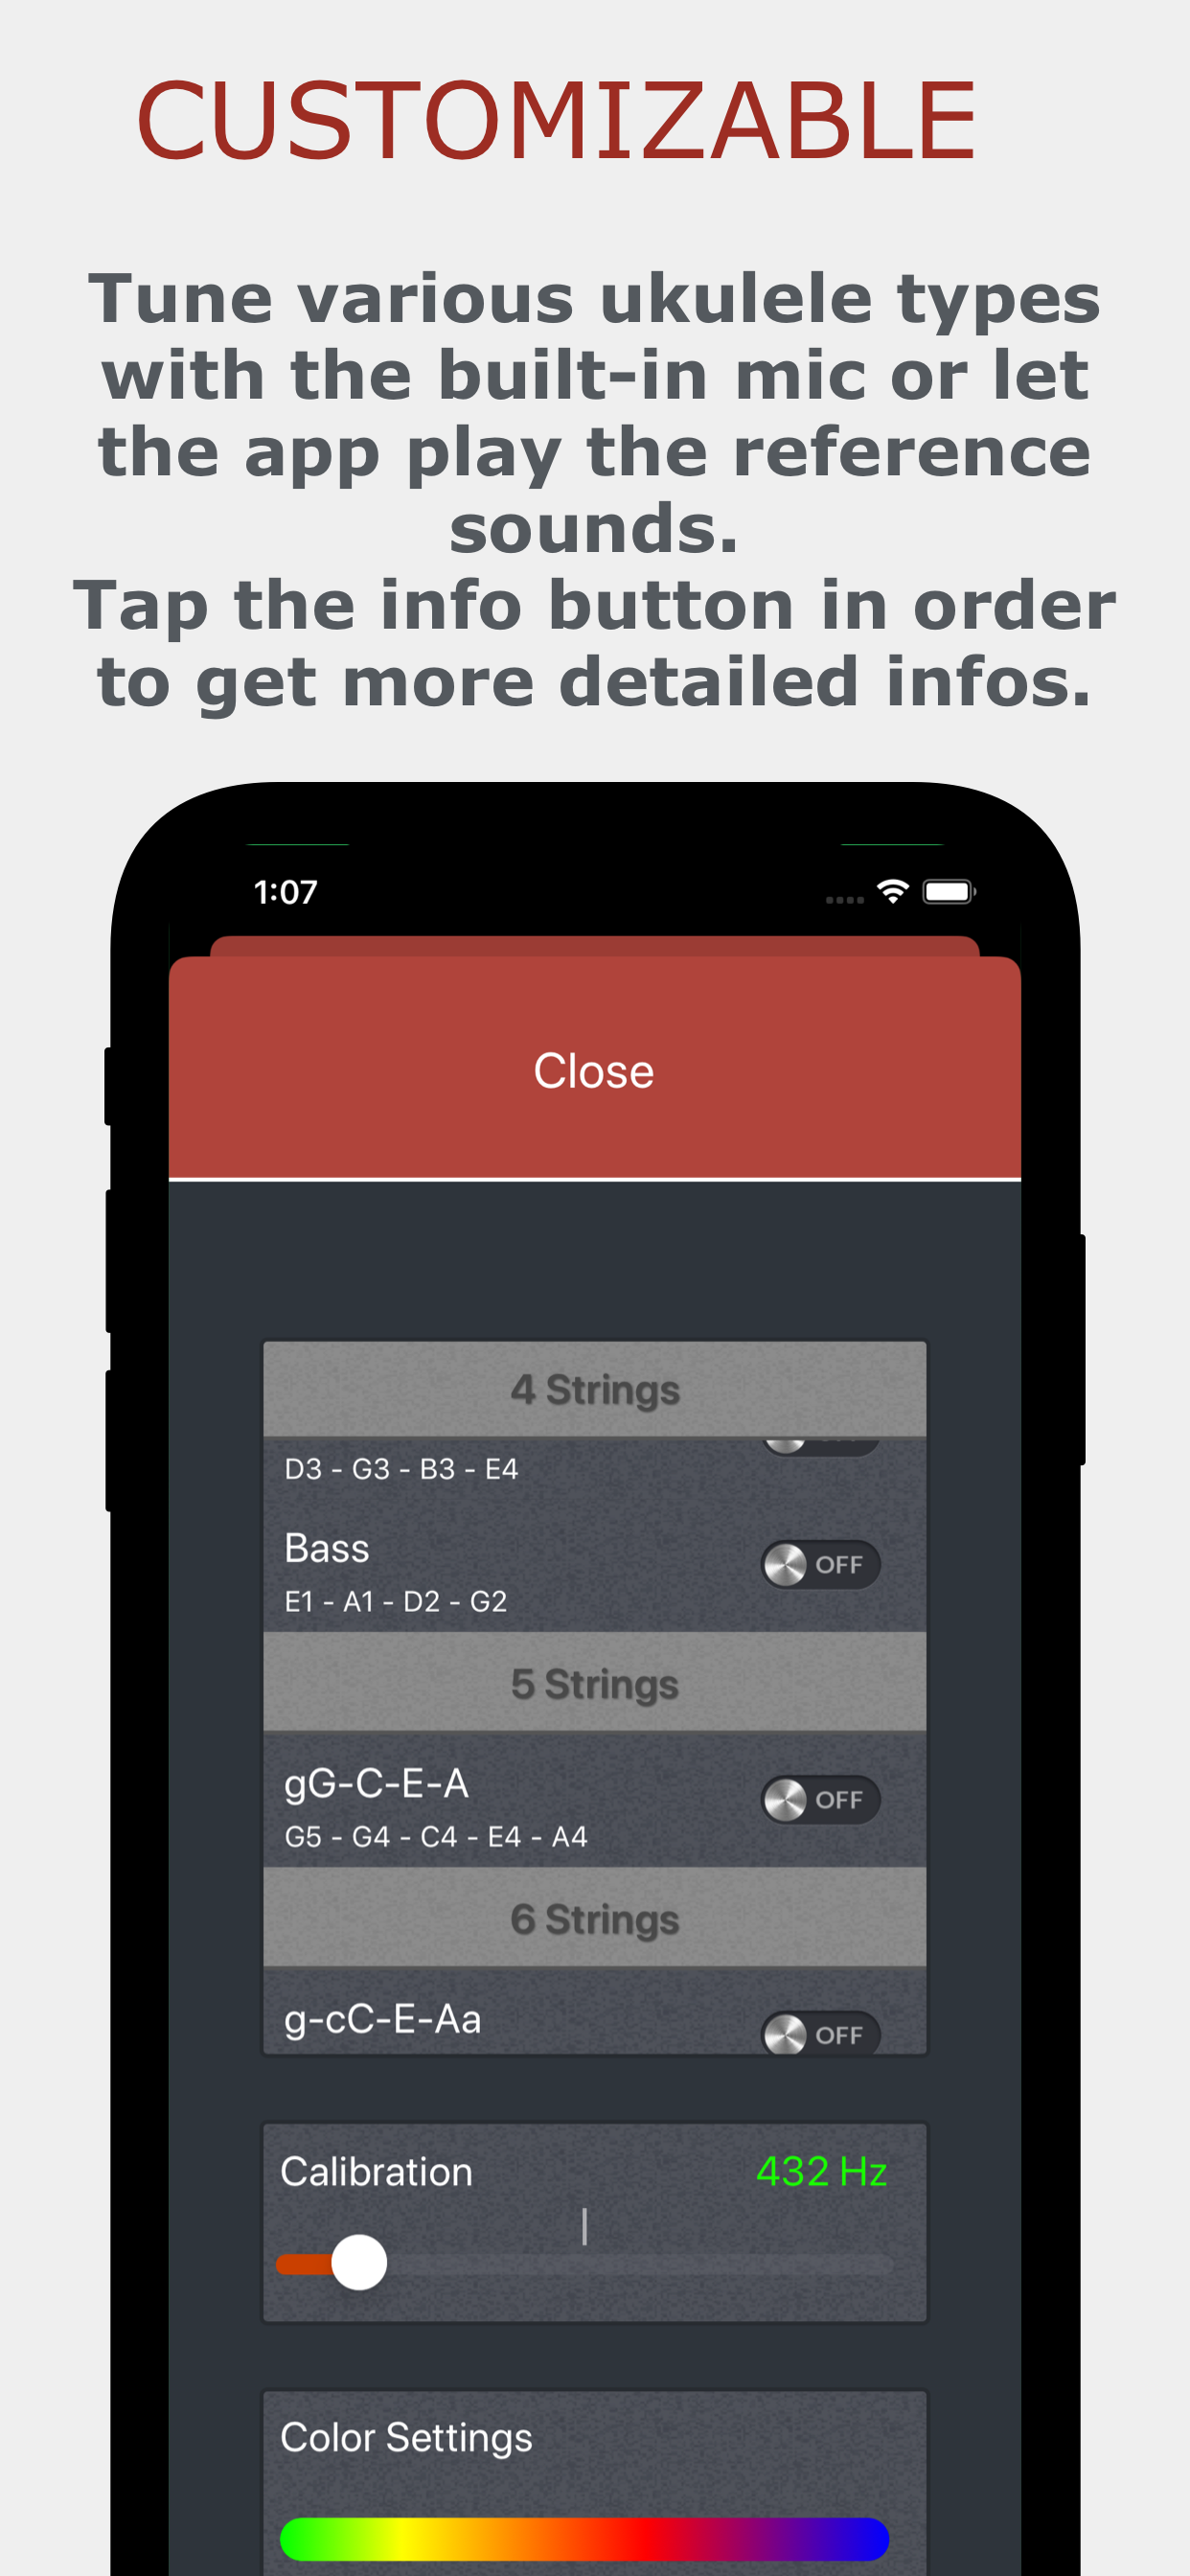 CUSTOMIZABLE
Tune various ukulele types
with the built-in mic or let
the app play the reference
sounds.
Tap the info button in order
to get more detailed infos.
1:07
Close
4 Strings
D3 - G3 - B3 - E4
Bass
OFF
E1 - A1 - D2 - G2
5 Strings
gG-C-E-A
OFF
G5 - G4 - C4 - E4 - A4
6 Strings
g-cC-E-Aa
OFF
Calibration
432 Hz
Color Settings